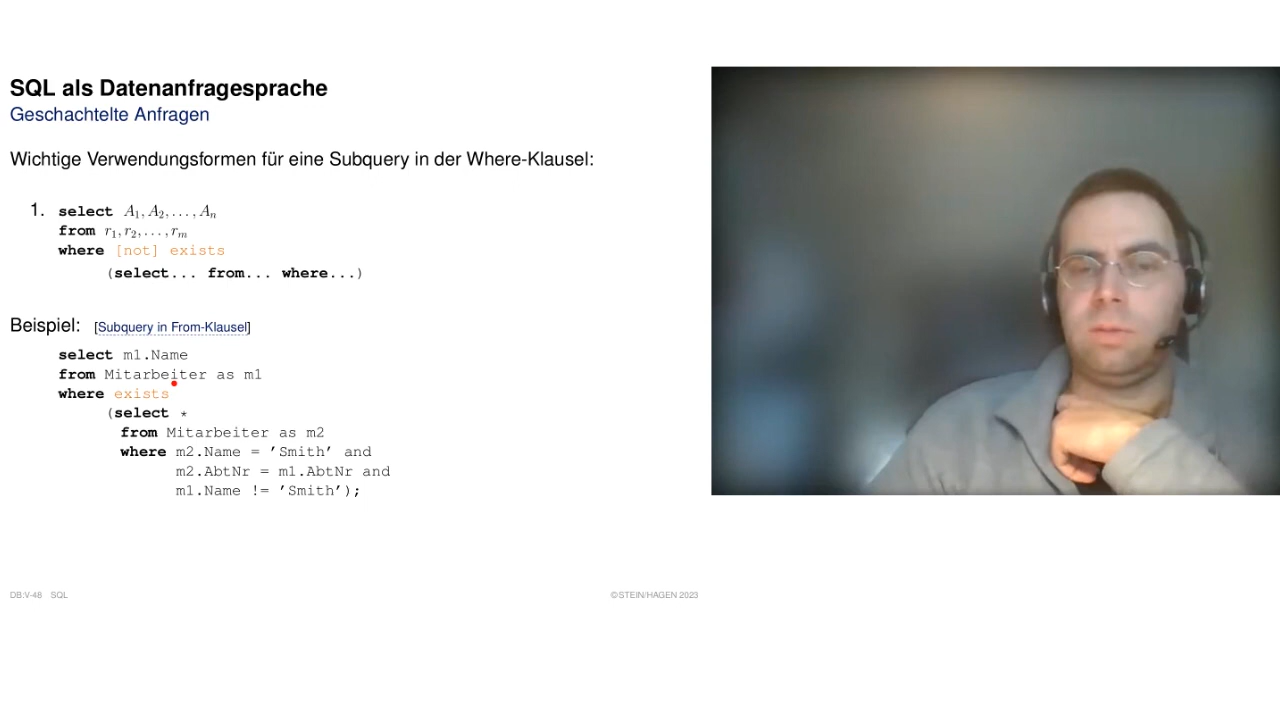 SQL als Datenanfragesprache
Geschachtelte Anfragen
Wichtige Verwendungsformen für eine Subquery in der Where-Klausel:
1. select A1, A2, . . . , An
from r1, r2, . . . , rm
where [not] exists
(select... from... where...)
Beispiel: [Subquery in From-Klausel]
select m1.Name
from Mitarbeiter as m1
where exists
(select *
from Mitarbeiter as m2
where m2.Name = ’Smith’ and
m2.AbtNr = m1.AbtNr and
m1.Name != ’Smith’);
DB:V-48 SQL
©STEIN/HAGEN 2023